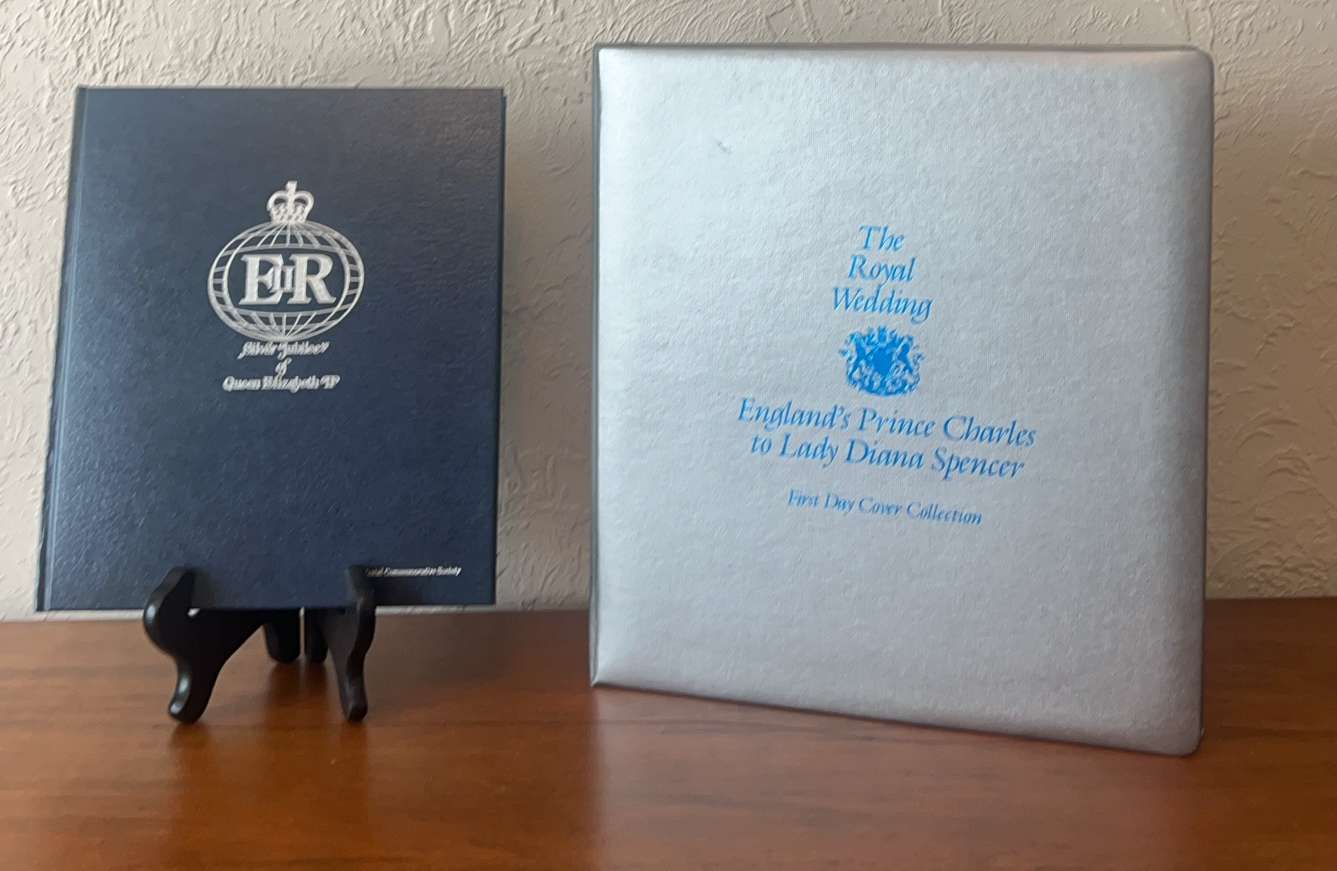 EIIR
Silver Jubilee
of
Queen Elizabeth II
Commemorative Society
The
Royal
Wedding
England's Prince Charles
to Lady Diana Spencer
First Day Cover Collection